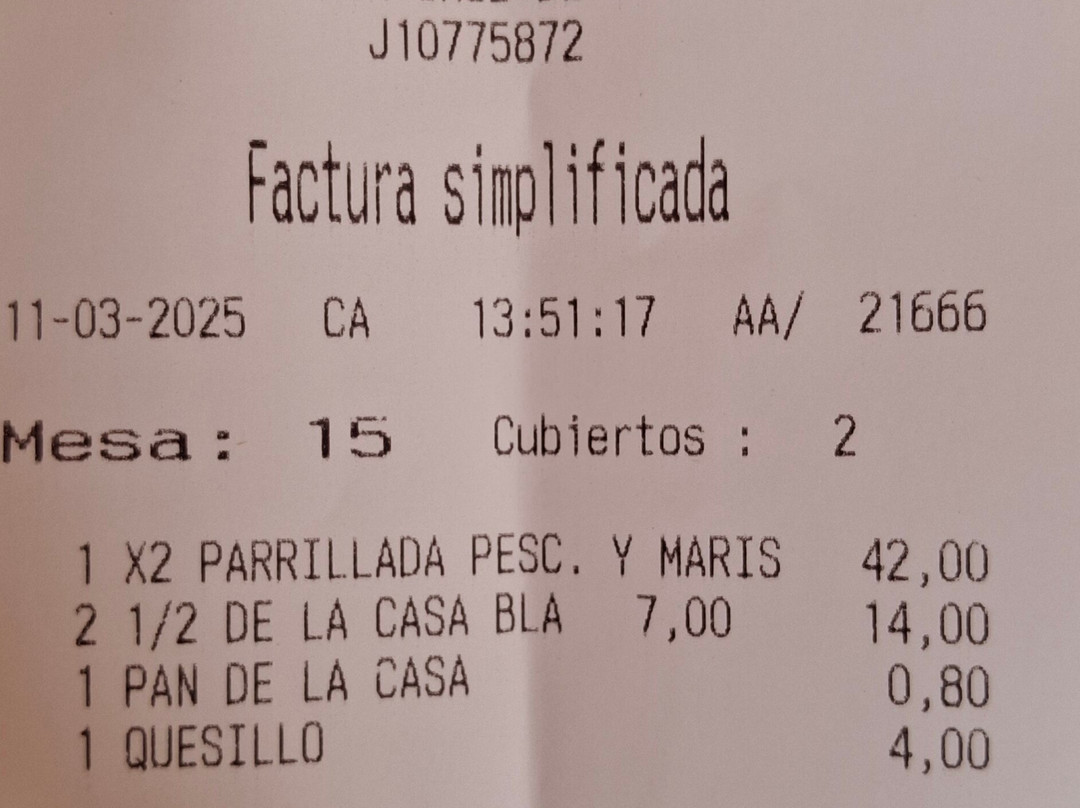 J10775872
Factura simplificada
11-03-2025 CA 13:51:17 AA/ 21666
Mesa: 15 Cubiertos : 2
1 X2 PARRILLADA PESC. Y MARIS 42,00
2 1/2 DE LA CASA BLA 7,00 14,00
1 PAN DE LA CASA 0,80
1 QUESILLO 4,00